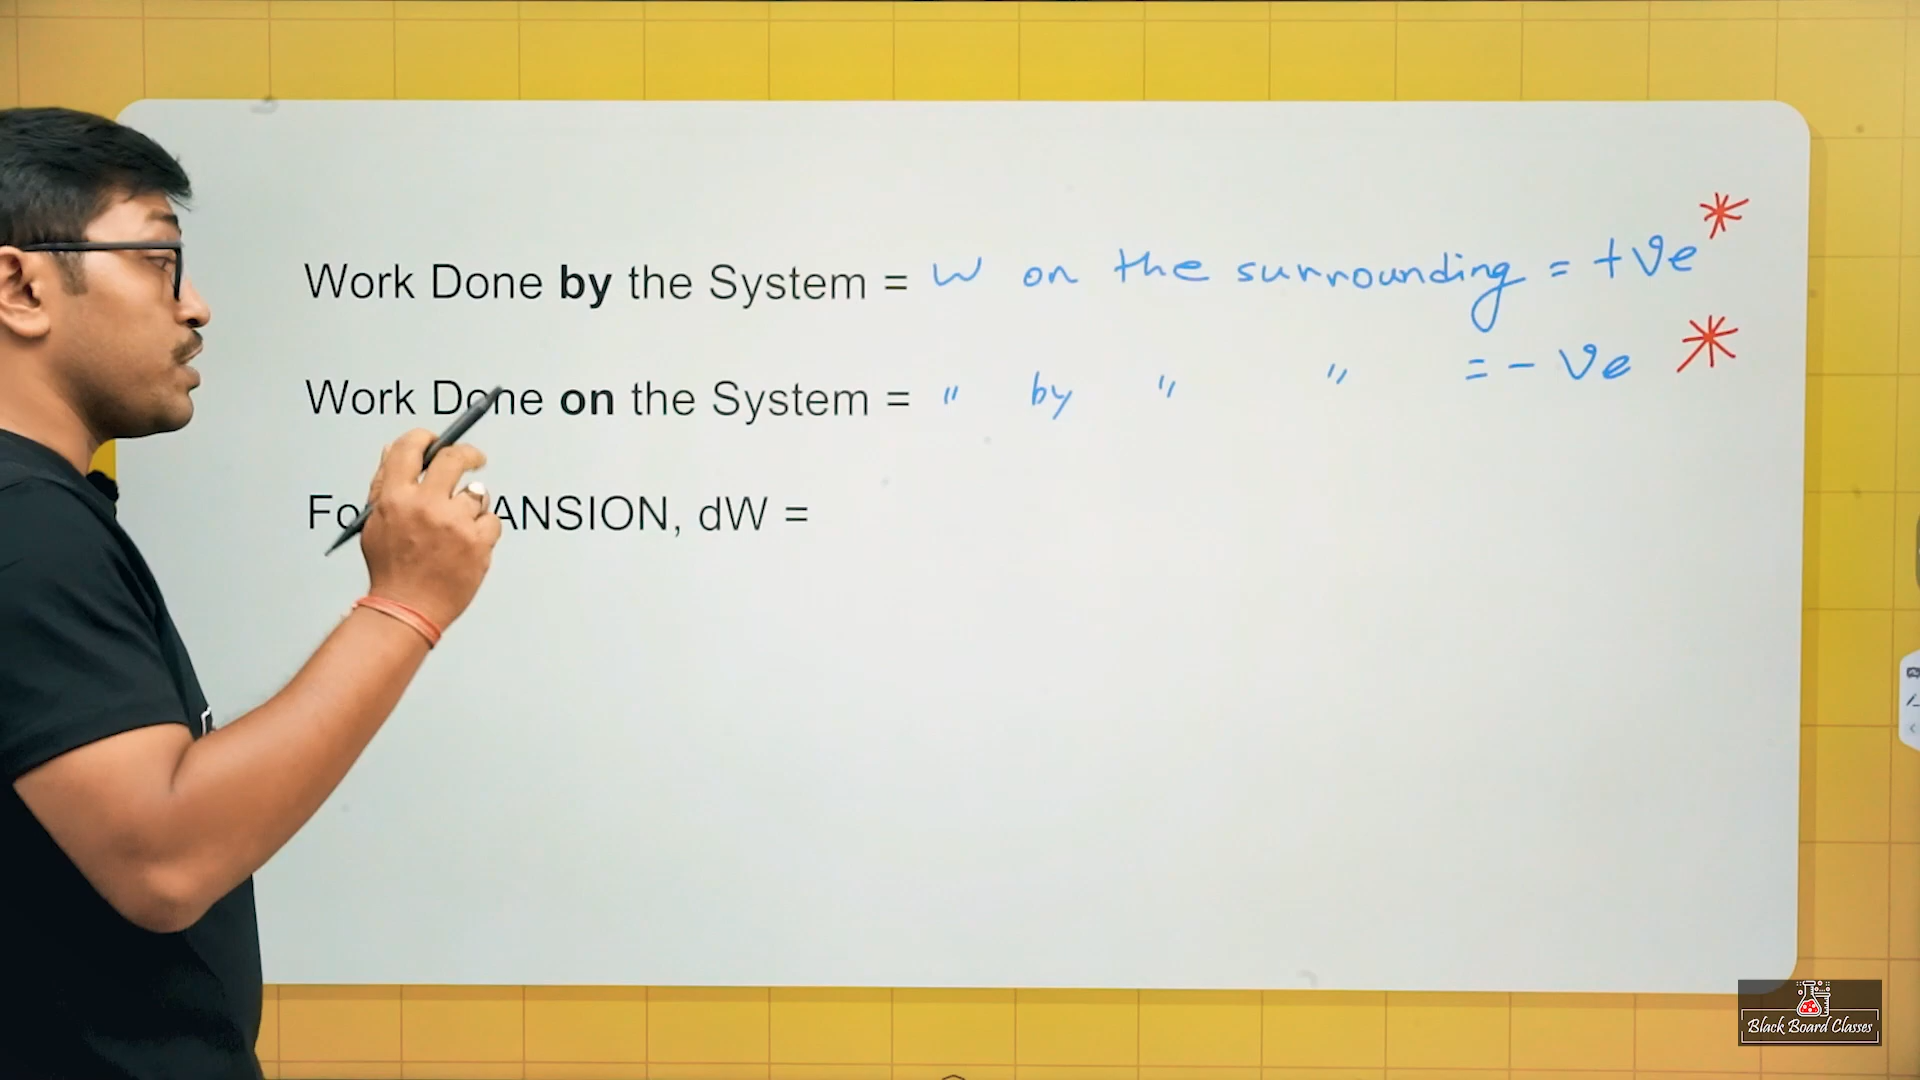 Work Done by the System = W on the surrounding = +ve *
Work Done on the System = " by " " = - ve *
ANSION, dW =
Black Board Classes